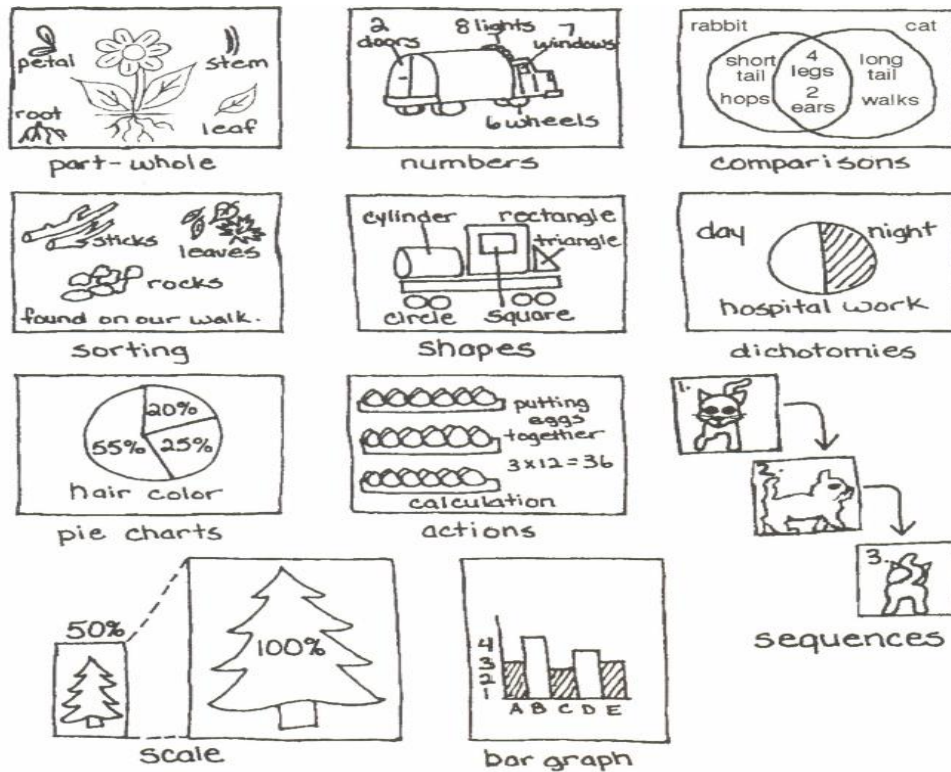 petal
stem
root
leaf
part-whole
2 doors
8 lights
7 windows
6 wheels
numbers
rabbit
cat
short tail
hops
4 legs
2 ears
long tail
walks
comparisons
sticks
leaves
rocks
found on our walk.
sorting
cylinder
rectangle
triangle
circle
square
shapes
day
night
hospital work
dichotomies
20%
55%
25%
hair color
pie charts
putting
eggs
together
3 x 12 = 36
calculation
actions
1.
2.
3.
sequences
50%
100%
scale
4
3
2
1
A B C D E
bar graph